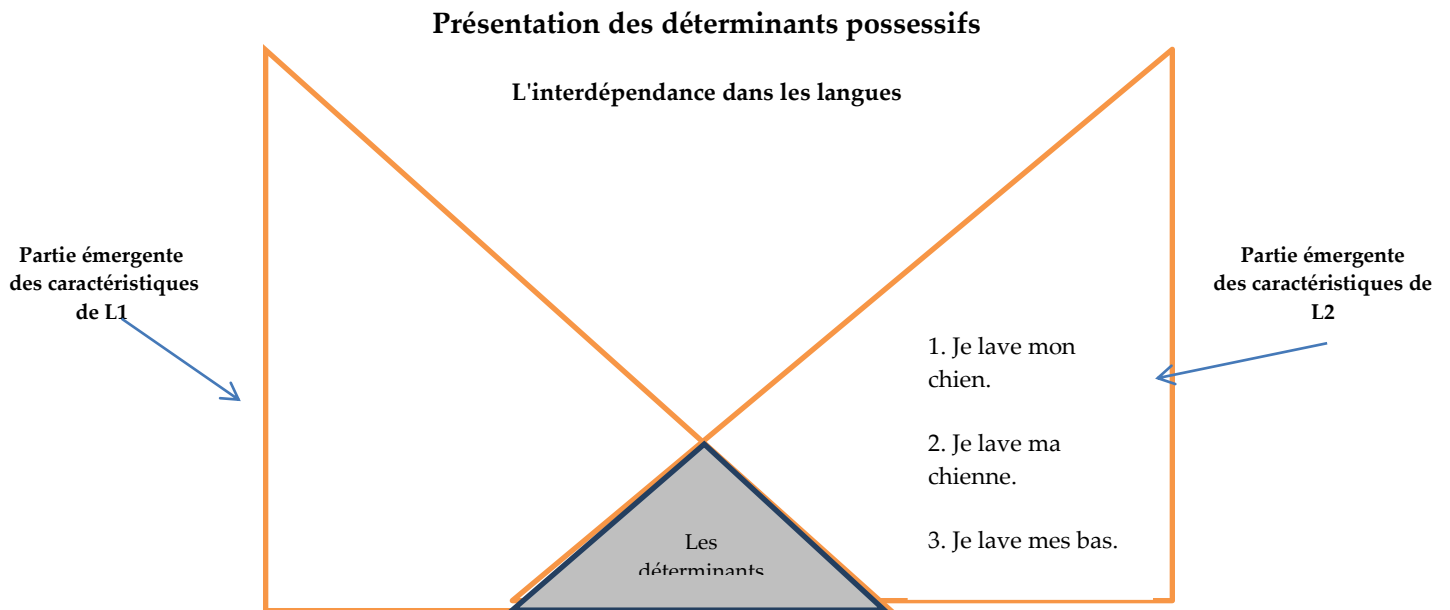 Présentation des déterminants possessifs
L'interdépendance dans les langues
Partie émergente
des caractéristiques
de L1
Partie émergente
des caractéristiques de
L2
1. Je lave mon
chien.
2. Je lave ma
chienne.
3. Je lave mes bas.
Les
déterminants